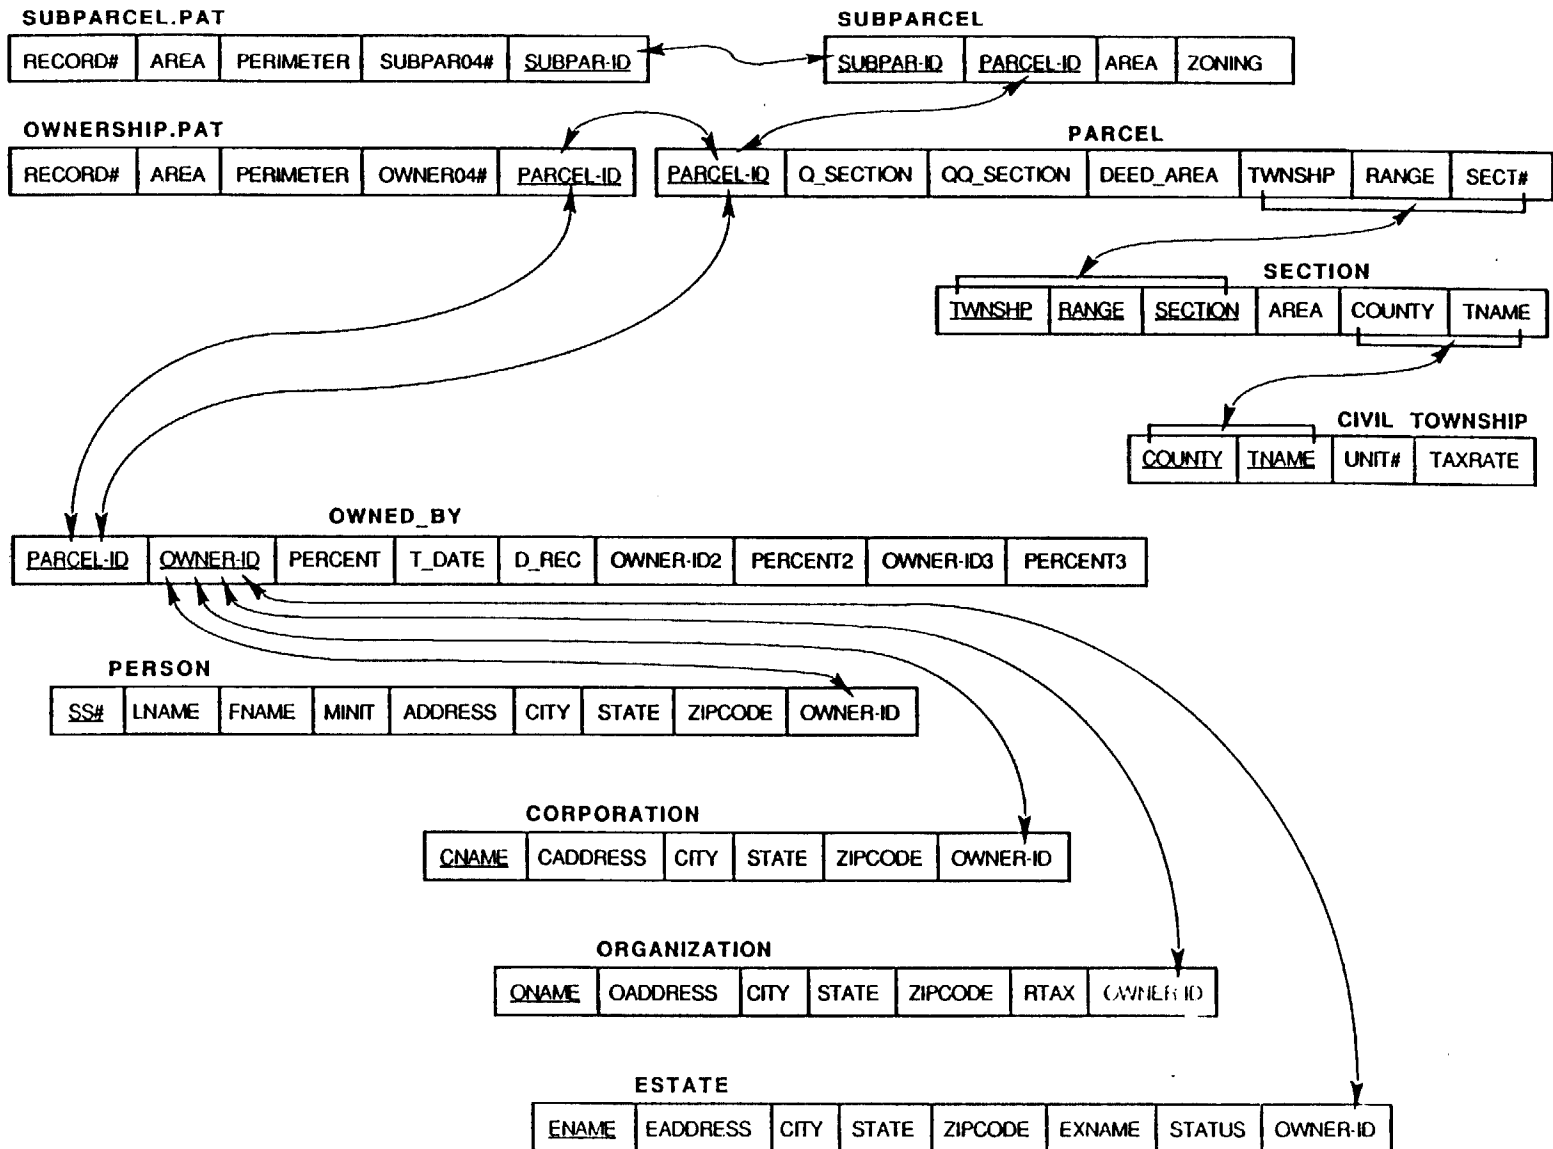 SUBPARCEL.PAT
RECORD# AREA PERIMETER SUBPAR04# SUBPAR-ID
SUBPARCEL
SUBPAR-ID PARCEL-ID AREA ZONING
OWNERSHIP.PAT
RECORD# AREA PERIMETER OWNER04# PARCEL-ID
PARCEL
PARCEL-ID Q_SECTION QQ_SECTION DEED_AREA TWNSHP RANGE SECT#
SECTION
TWNSHP RANGE SECTION AREA COUNTY TNAME
CIVIL TOWNSHIP
COUNTY TNAME UNIT# TAXRATE
OWNED_BY
PARCEL-ID OWNER-ID PERCENT T_DATE D_REC OWNER-ID2 PERCENT2 OWNER-ID3 PERCENT3
PERSON
SS# LNAME FNAME MINIT ADDRESS CITY STATE ZIPCODE OWNER-ID
CORPORATION
CNAME CADDRESS CITY STATE ZIPCODE OWNER-ID
ORGANIZATION
ONAME OADDRESS CITY STATE ZIPCODE RTAX OWNER-ID
ESTATE
ENAME EADDRESS CITY STATE ZIPCODE EXNAME STATUS OWNER-ID